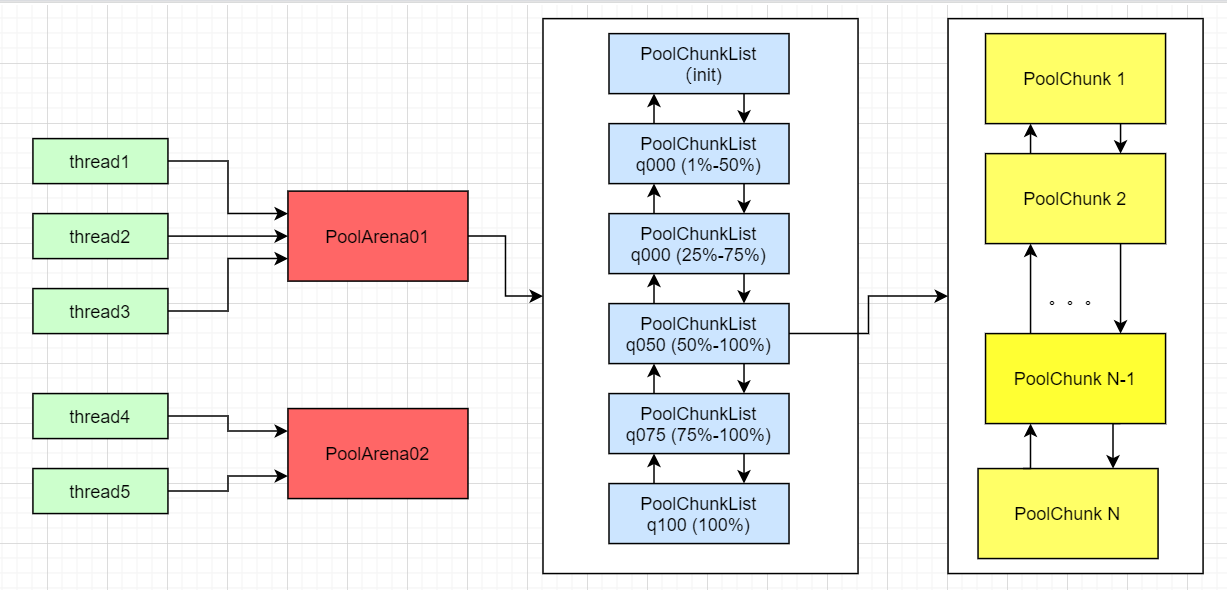 thread1
thread2
thread3
thread4
thread5
PoolArena01
PoolArena02
PoolChunkList
(init)
PoolChunkList
q000 (1%-50%)
PoolChunkList
q000 (25%-75%)
PoolChunkList
q050 (50%-100%)
PoolChunkList
q075 (75%-100%)
PoolChunkList
q100 (100%)
PoolChunk 1
PoolChunk 2
。。。
PoolChunk N-1
PoolChunk N